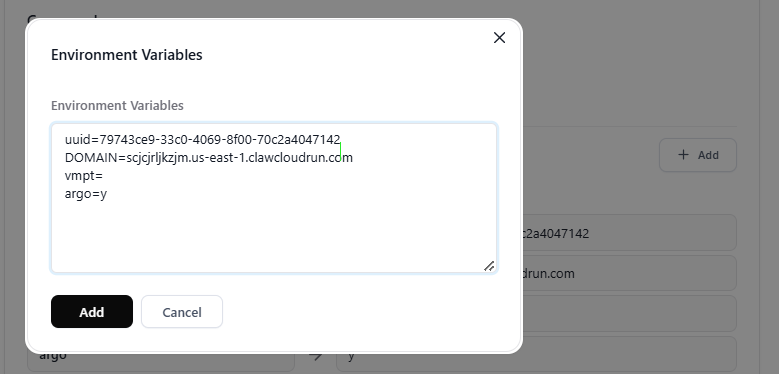 Environment Variables
Environment Variables
uuid=79743ce9-33c0-4069-8f00-70c2a4047142
DOMAIN=scjcjrljkzjm.us-east-1.clawcloudrun.com
vmpt=
argo=y
Add
Cancel
+ Add
c2a4047142
drun.com
argo
y